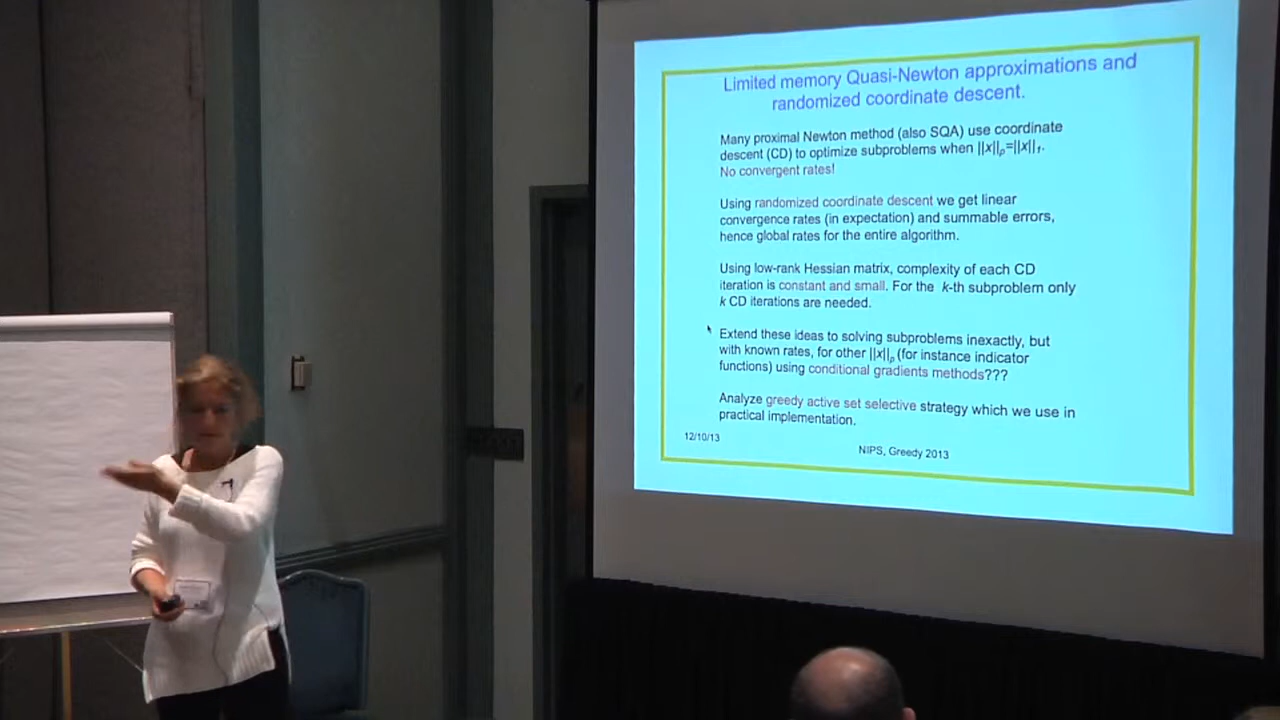 Limited memory Quasi-Newton approximations and
randomized coordinate descent.
Many proximal Newton method (also SQA) use coordinate
descent (CD) to optimize subproblems when ||x||ₚ=||x||₁.
No convergent rates!
Using randomized coordinate descent we get linear
convergence rates (in expectation) and summable errors,
hence global rates for the entire algorithm.
Using low-rank Hessian matrix, complexity of each CD
iteration is constant and small. For the k-th subproblem only
k CD iterations are needed.
Extend these ideas to solving subproblems inexactly, but
with known rates, for other ||x||ₚ (for instance indicator
functions) using conditional gradients methods???
Analyze greedy active set selective strategy which we use in
practical implementation.
12/10/13
NIPS, Greedy 2013